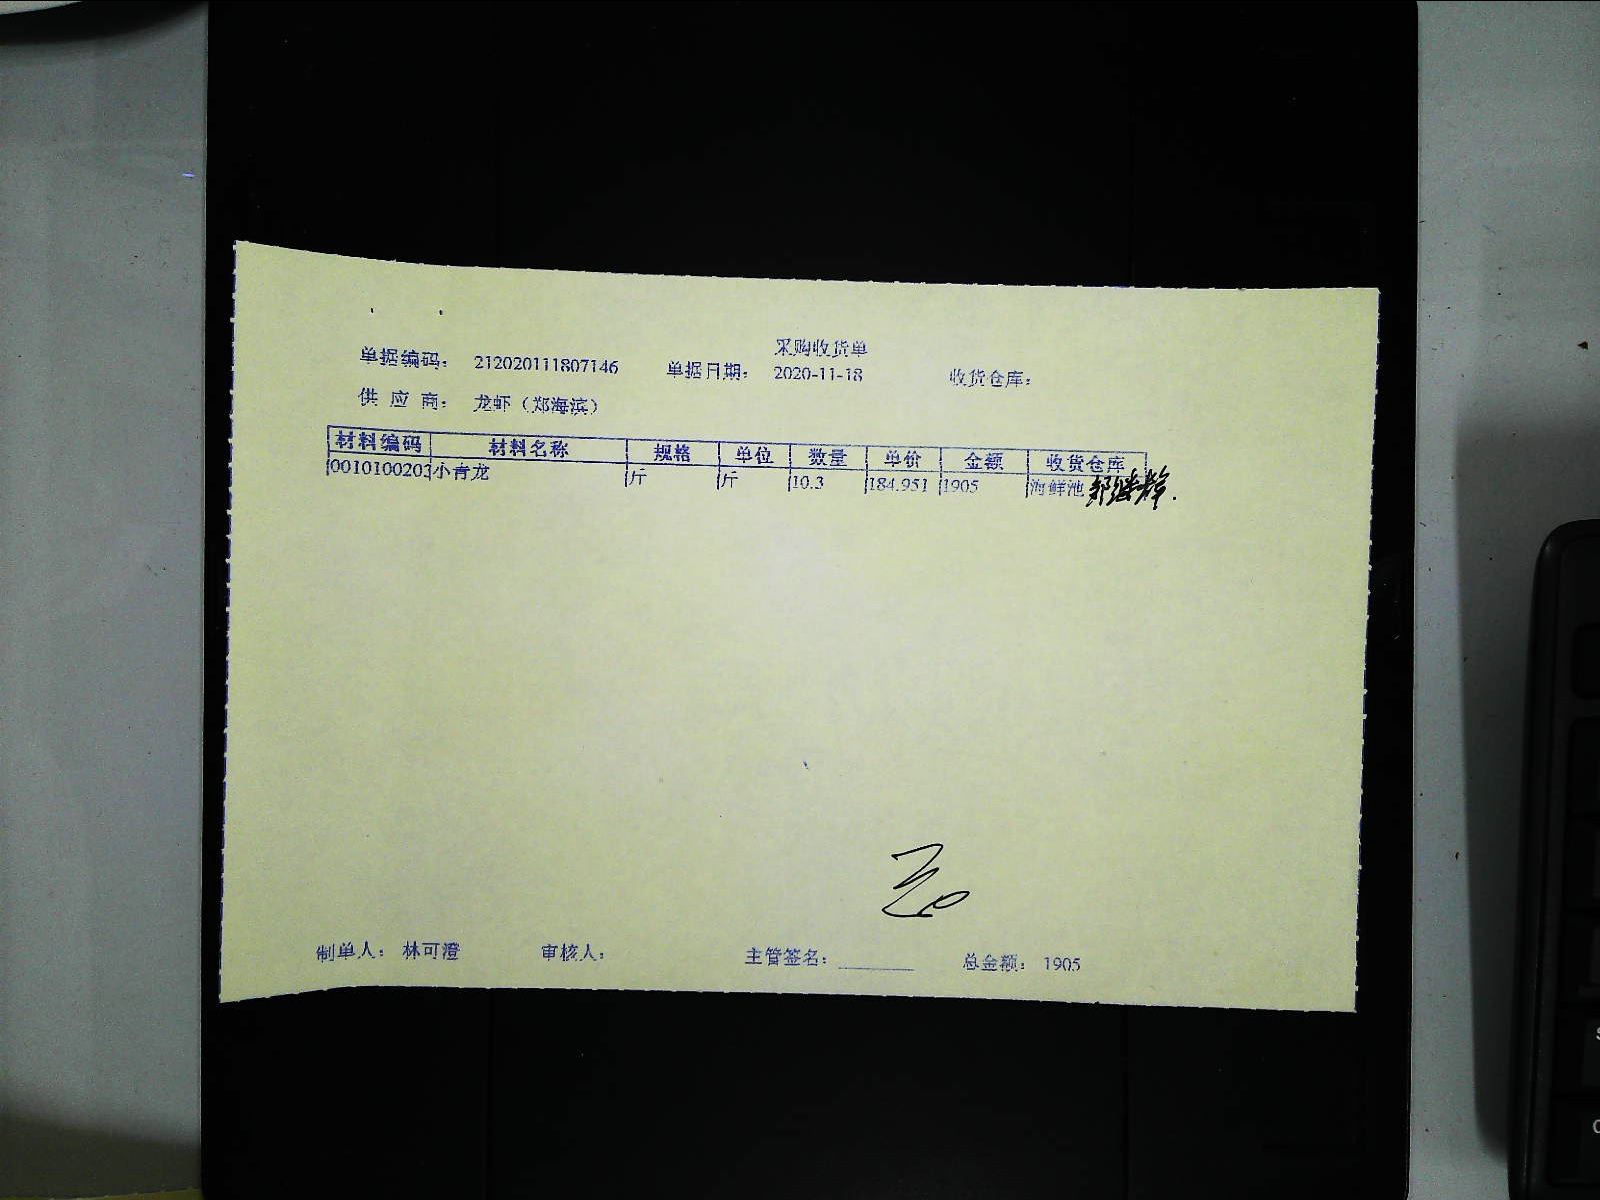 采购收货单
单据编码： 212020111807146 单据日期： 2020-11-18 收货仓库：
供 应 商： 龙虾（郑海滨）
材料编码 材料名称 规格 单位 数量 单价 金额 收货仓库
0010100203 小青龙 斤 斤 10.3 184.951 1905 海鲜池
制单人： 林可澄 审核人： 主管签名： 总金额： 1905